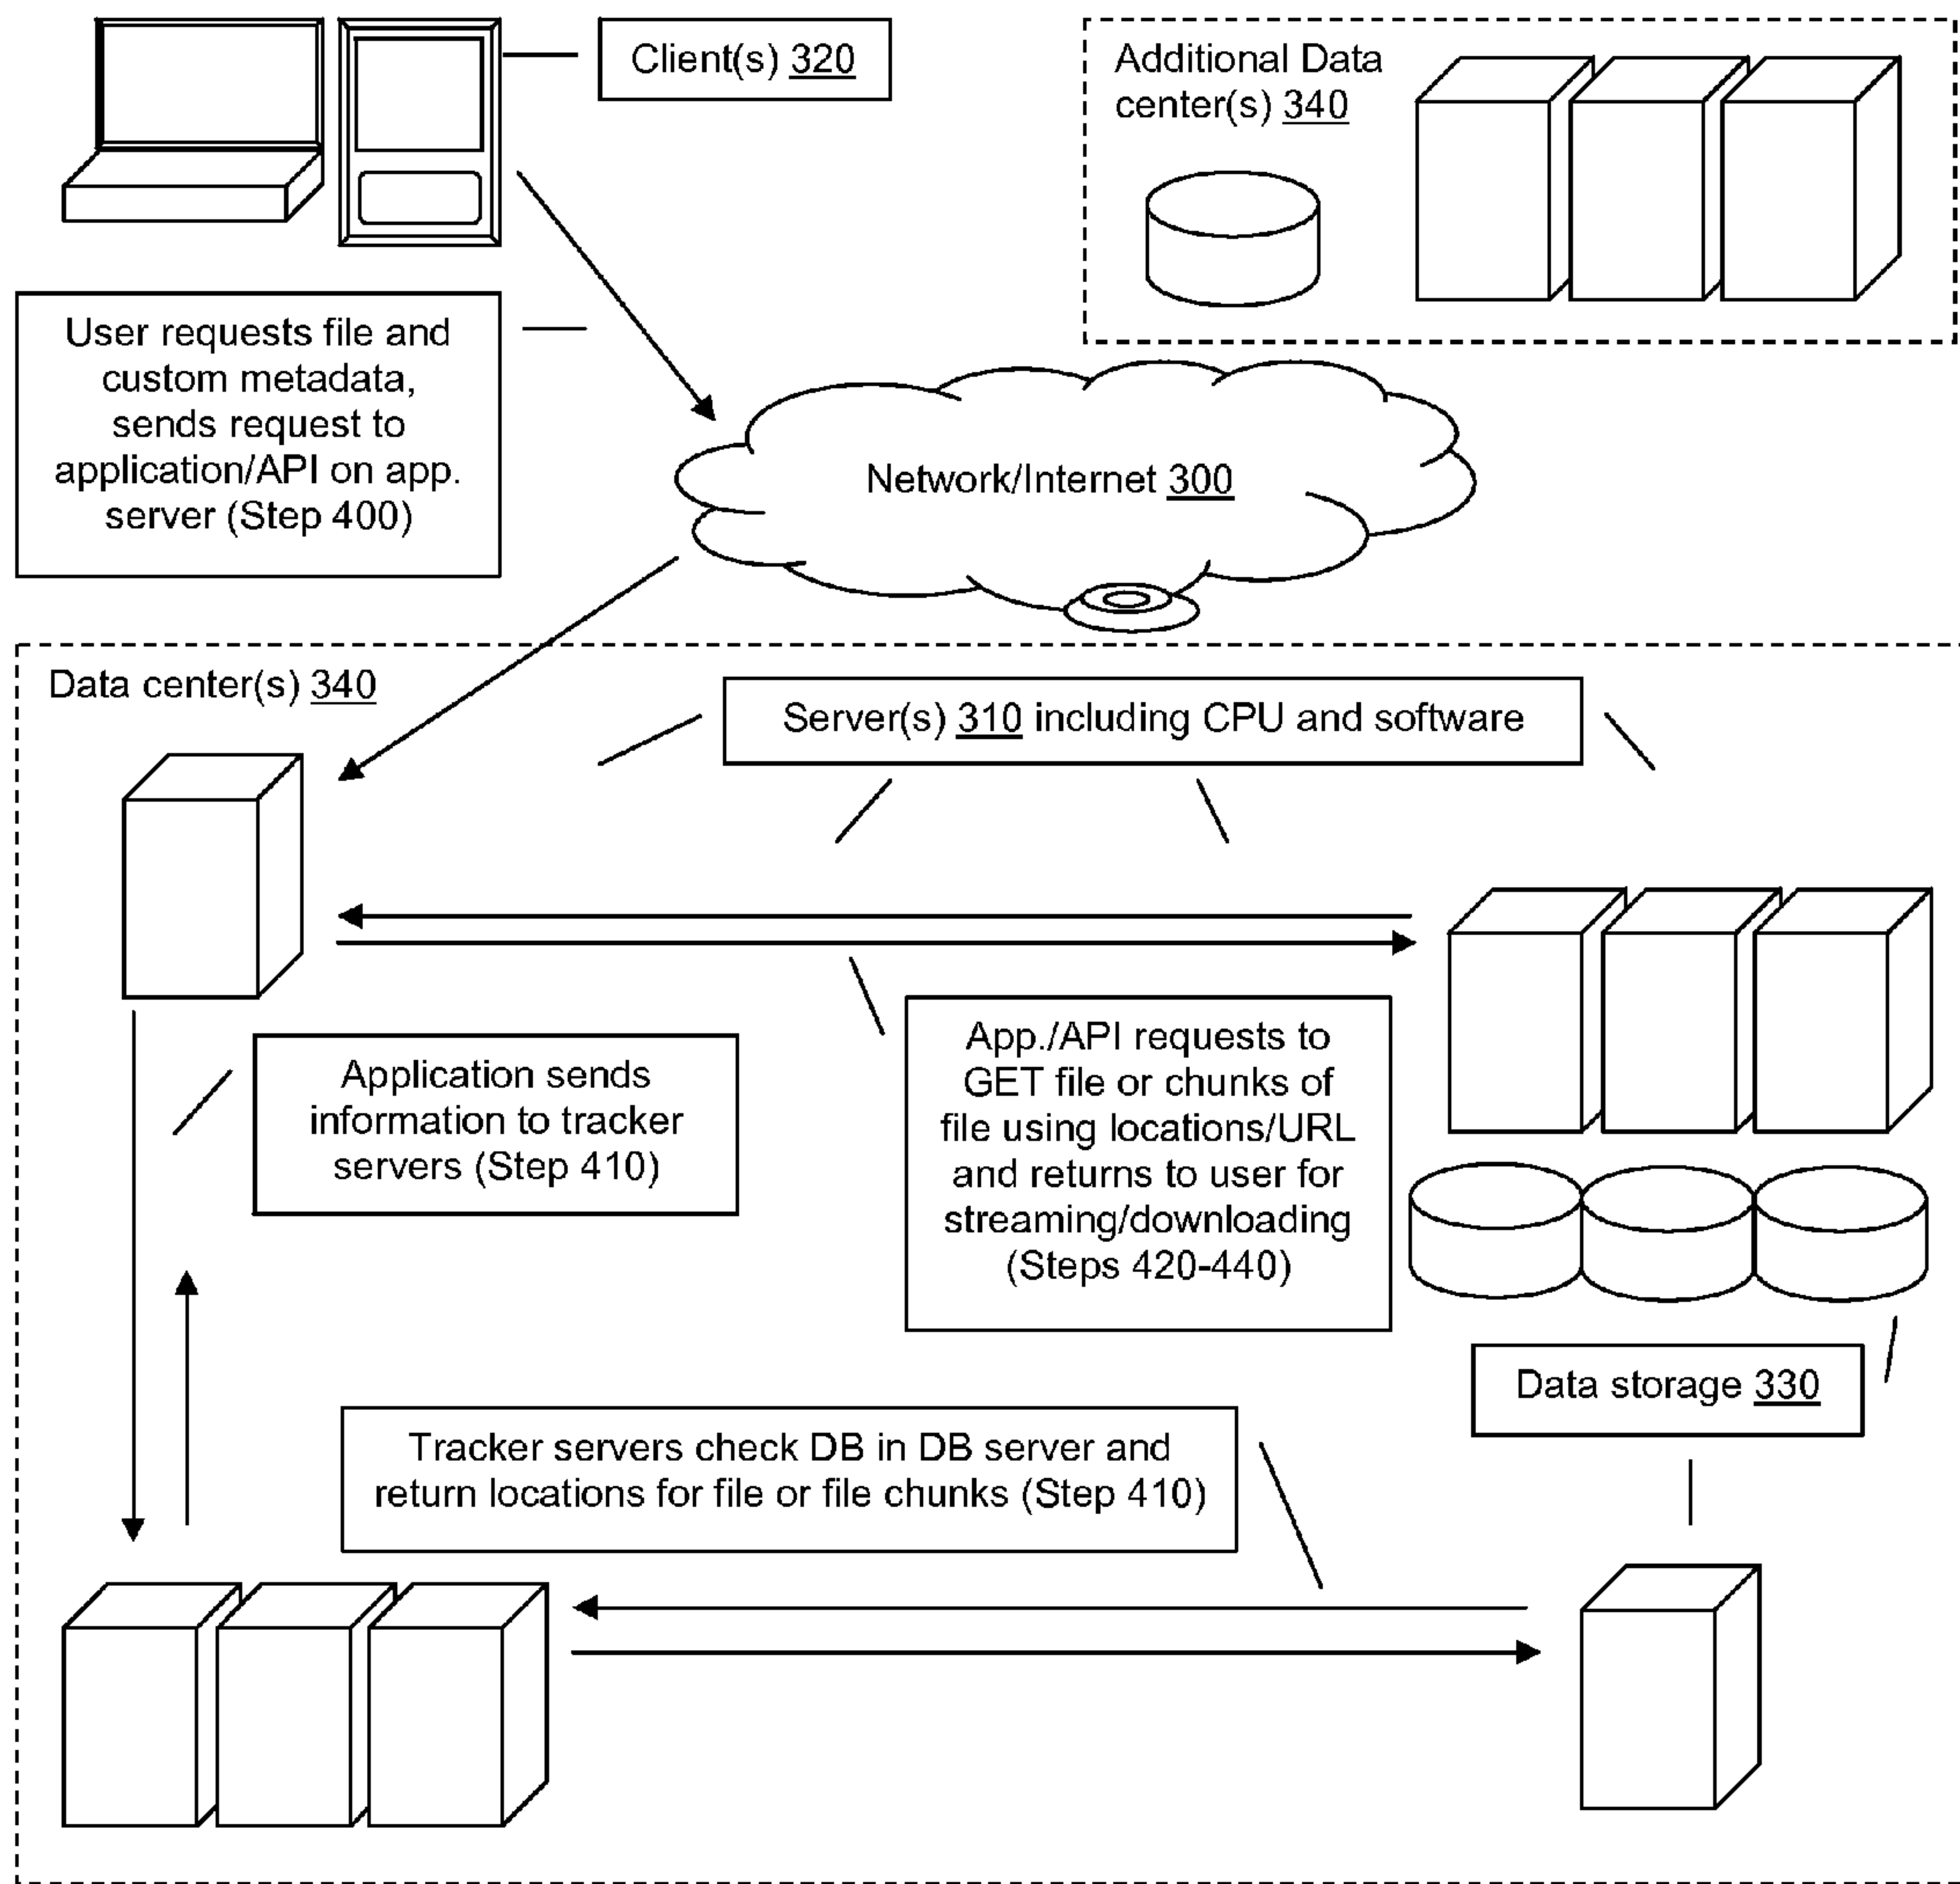 Client(s) 320
Additional Data
center(s) 340
User requests file and
custom metadata,
sends request to
application/API on app.
server (Step 400)
Network/Internet 300
Data center(s) 340
Server(s) 310 including CPU and software
Application sends
information to tracker
servers (Step 410)
App./API requests to
GET file or chunks of
file using locations/URL
and returns to user for
streaming/downloading
(Steps 420-440)
Data storage 330
Tracker servers check DB in DB server and
return locations for file or file chunks (Step 410)